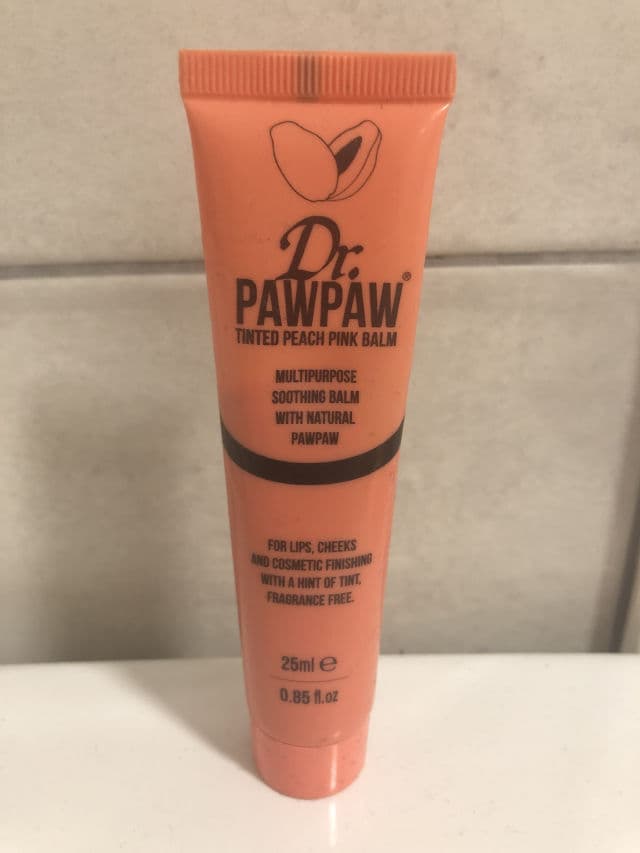 Dr.
PAWPAW®
TINTED PEACH PINK BALM
MULTIPURPOSE
SOOTHING BALM
WITH NATURAL
PAWPAW
FOR LIPS, CHEEKS
AND COSMETIC FINISHING
WITH A HINT OF TINT,
FRAGRANCE FREE.
25ml ℮
0.85 fl.oz